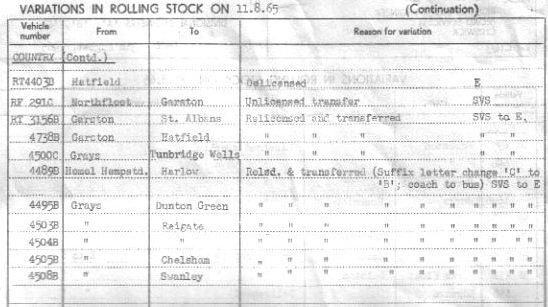 VARIATIONS IN ROLLING STOCK ON 11.8.65 (Continuation)
Vehicle number From To Reason for variation
COUNTRY (Contd.)
RT4403B Hatfield Delicensed E
RF 291C Northfleet Garston Unlicensed transfer SVS
RT 3156B Garston St. Albans Relicensed and transferred SVS to E.
4738B Garston Hatfield " " " " "
4500C Grays Tunbridge Wells " " " " "
4489B Hemel Hempstd. Harlow Relsd. & transferred (Suffix letter change 'C' to
'B'; coach to bus) SVS to E
4495B Grays Dunton Green " " " " " " " " "
4503B " Reigate " " " " " " " " "
4504B " " " " " " " " " " "
4505B " Chelsham " " " " " " " " "
4508B " Swanley " " " " " " " " "